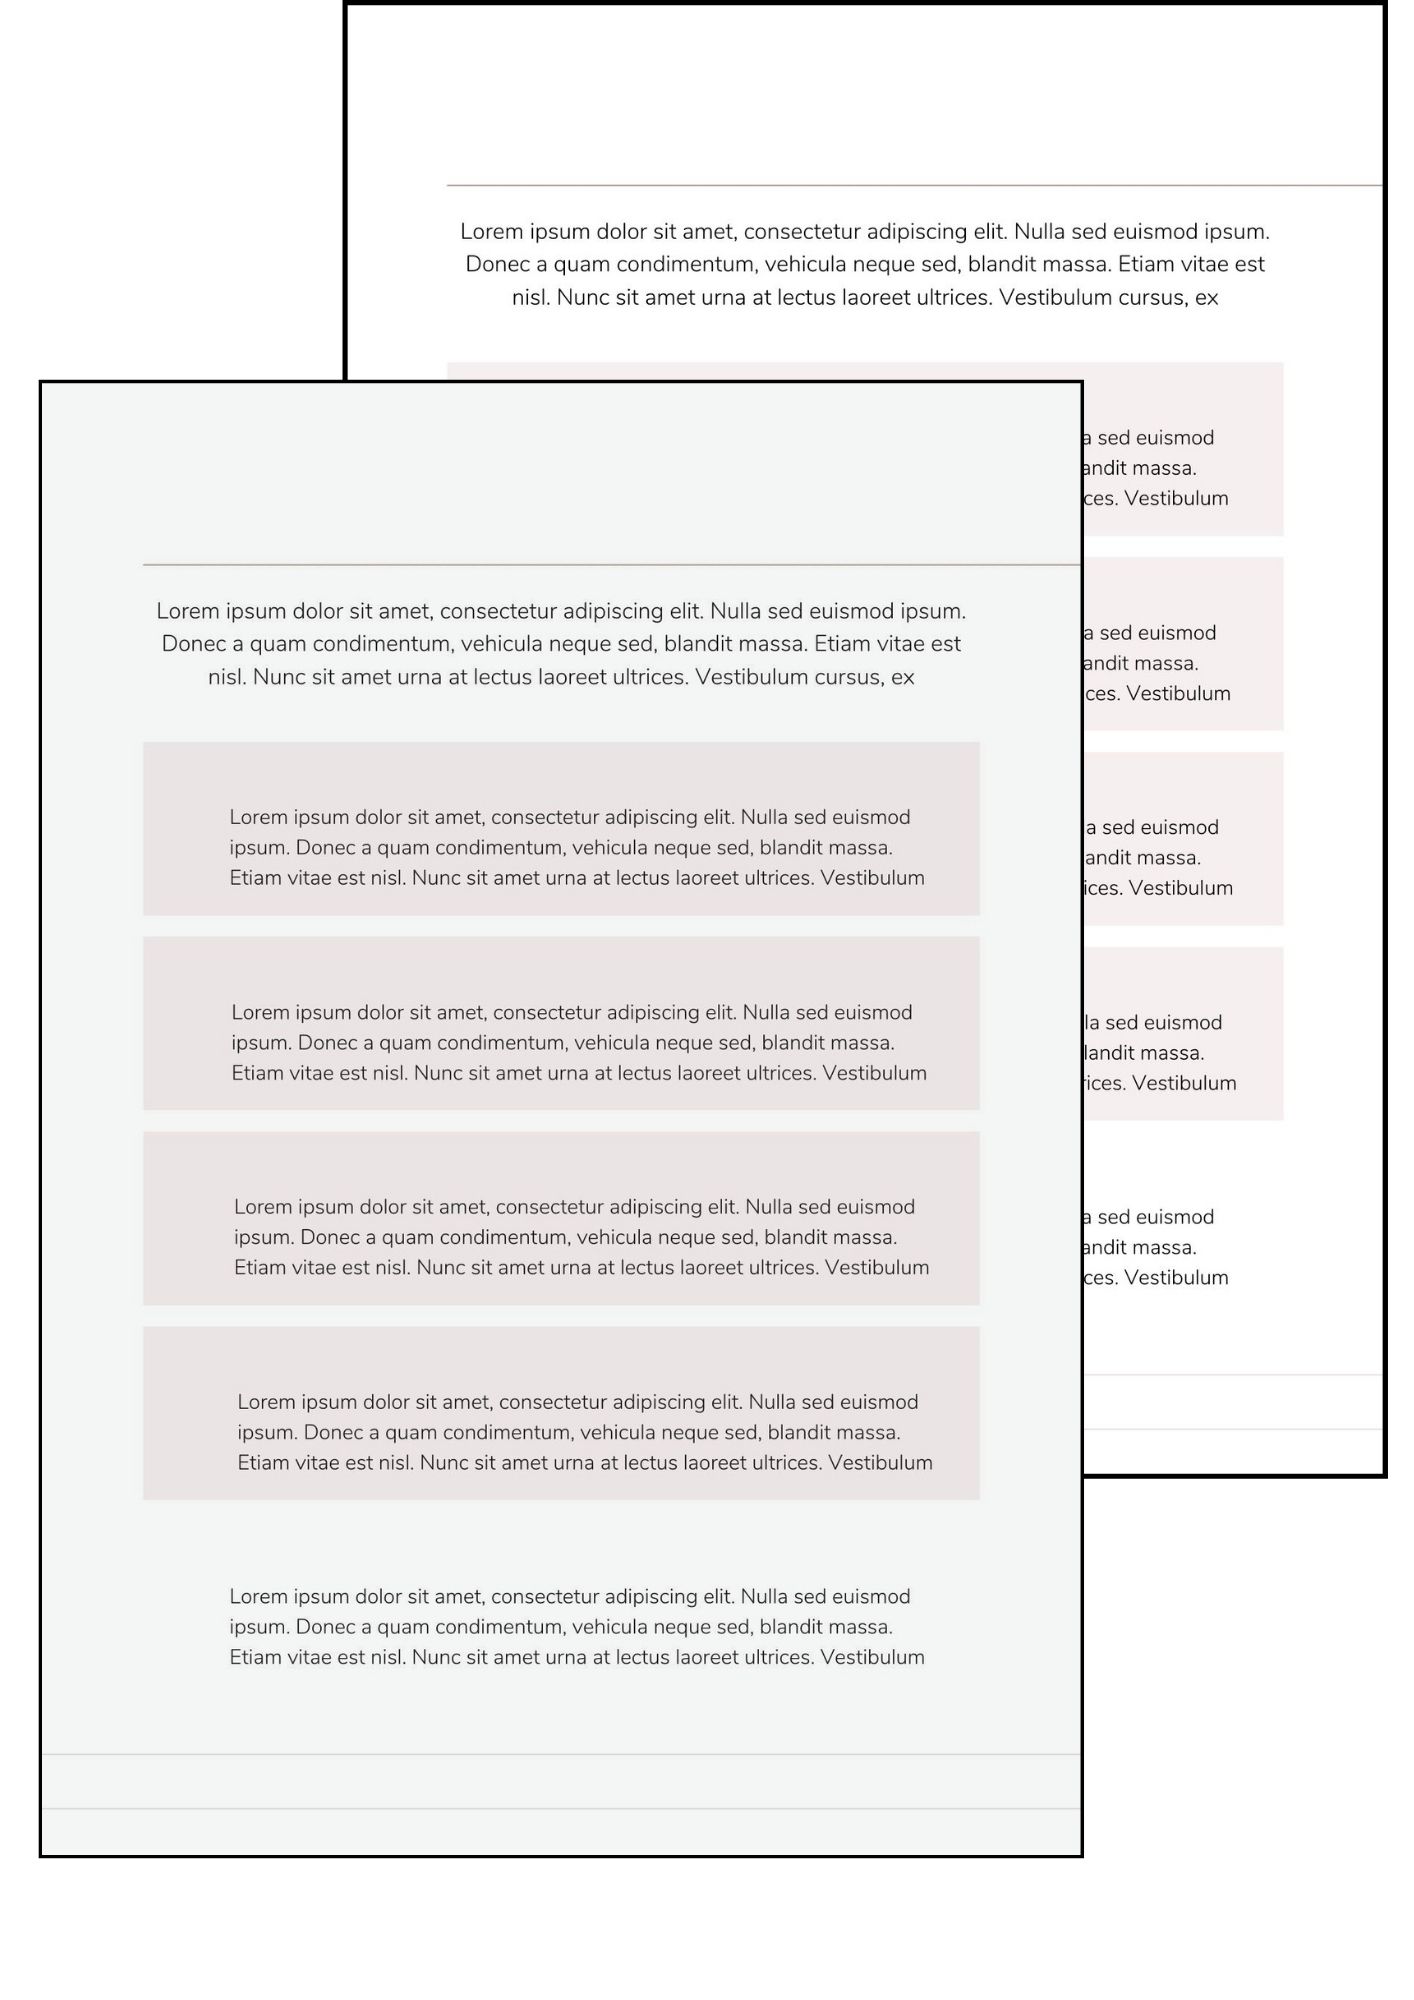 Lorem ipsum dolor sit amet, consectetur adipiscing elit. Nulla sed euismod ipsum.
Donec a quam condimentum, vehicula neque sed, blandit massa. Etiam vitae est
nisl. Nunc sit amet urna at lectus laoreet ultrices. Vestibulum cursus, ex
a sed euismod
andit massa.
ces. Vestibulum
a sed euismod
andit massa.
ces. Vestibulum
a sed euismod
andit massa.
ices. Vestibulum
la sed euismod
landit massa.
rices. Vestibulum
a sed euismod
andit massa.
ces. Vestibulum
Lorem ipsum dolor sit amet, consectetur adipiscing elit. Nulla sed euismod ipsum.
Donec a quam condimentum, vehicula neque sed, blandit massa. Etiam vitae est
nisl. Nunc sit amet urna at lectus laoreet ultrices. Vestibulum cursus, ex
Lorem ipsum dolor sit amet, consectetur adipiscing elit. Nulla sed euismod
ipsum. Donec a quam condimentum, vehicula neque sed, blandit massa.
Etiam vitae est nisl. Nunc sit amet urna at lectus laoreet ultrices. Vestibulum
Lorem ipsum dolor sit amet, consectetur adipiscing elit. Nulla sed euismod
ipsum. Donec a quam condimentum, vehicula neque sed, blandit massa.
Etiam vitae est nisl. Nunc sit amet urna at lectus laoreet ultrices. Vestibulum
Lorem ipsum dolor sit amet, consectetur adipiscing elit. Nulla sed euismod
ipsum. Donec a quam condimentum, vehicula neque sed, blandit massa.
Etiam vitae est nisl. Nunc sit amet urna at lectus laoreet ultrices. Vestibulum
Lorem ipsum dolor sit amet, consectetur adipiscing elit. Nulla sed euismod
ipsum. Donec a quam condimentum, vehicula neque sed, blandit massa.
Etiam vitae est nisl. Nunc sit amet urna at lectus laoreet ultrices. Vestibulum
Lorem ipsum dolor sit amet, consectetur adipiscing elit. Nulla sed euismod
ipsum. Donec a quam condimentum, vehicula neque sed, blandit massa.
Etiam vitae est nisl. Nunc sit amet urna at lectus laoreet ultrices. Vestibulum